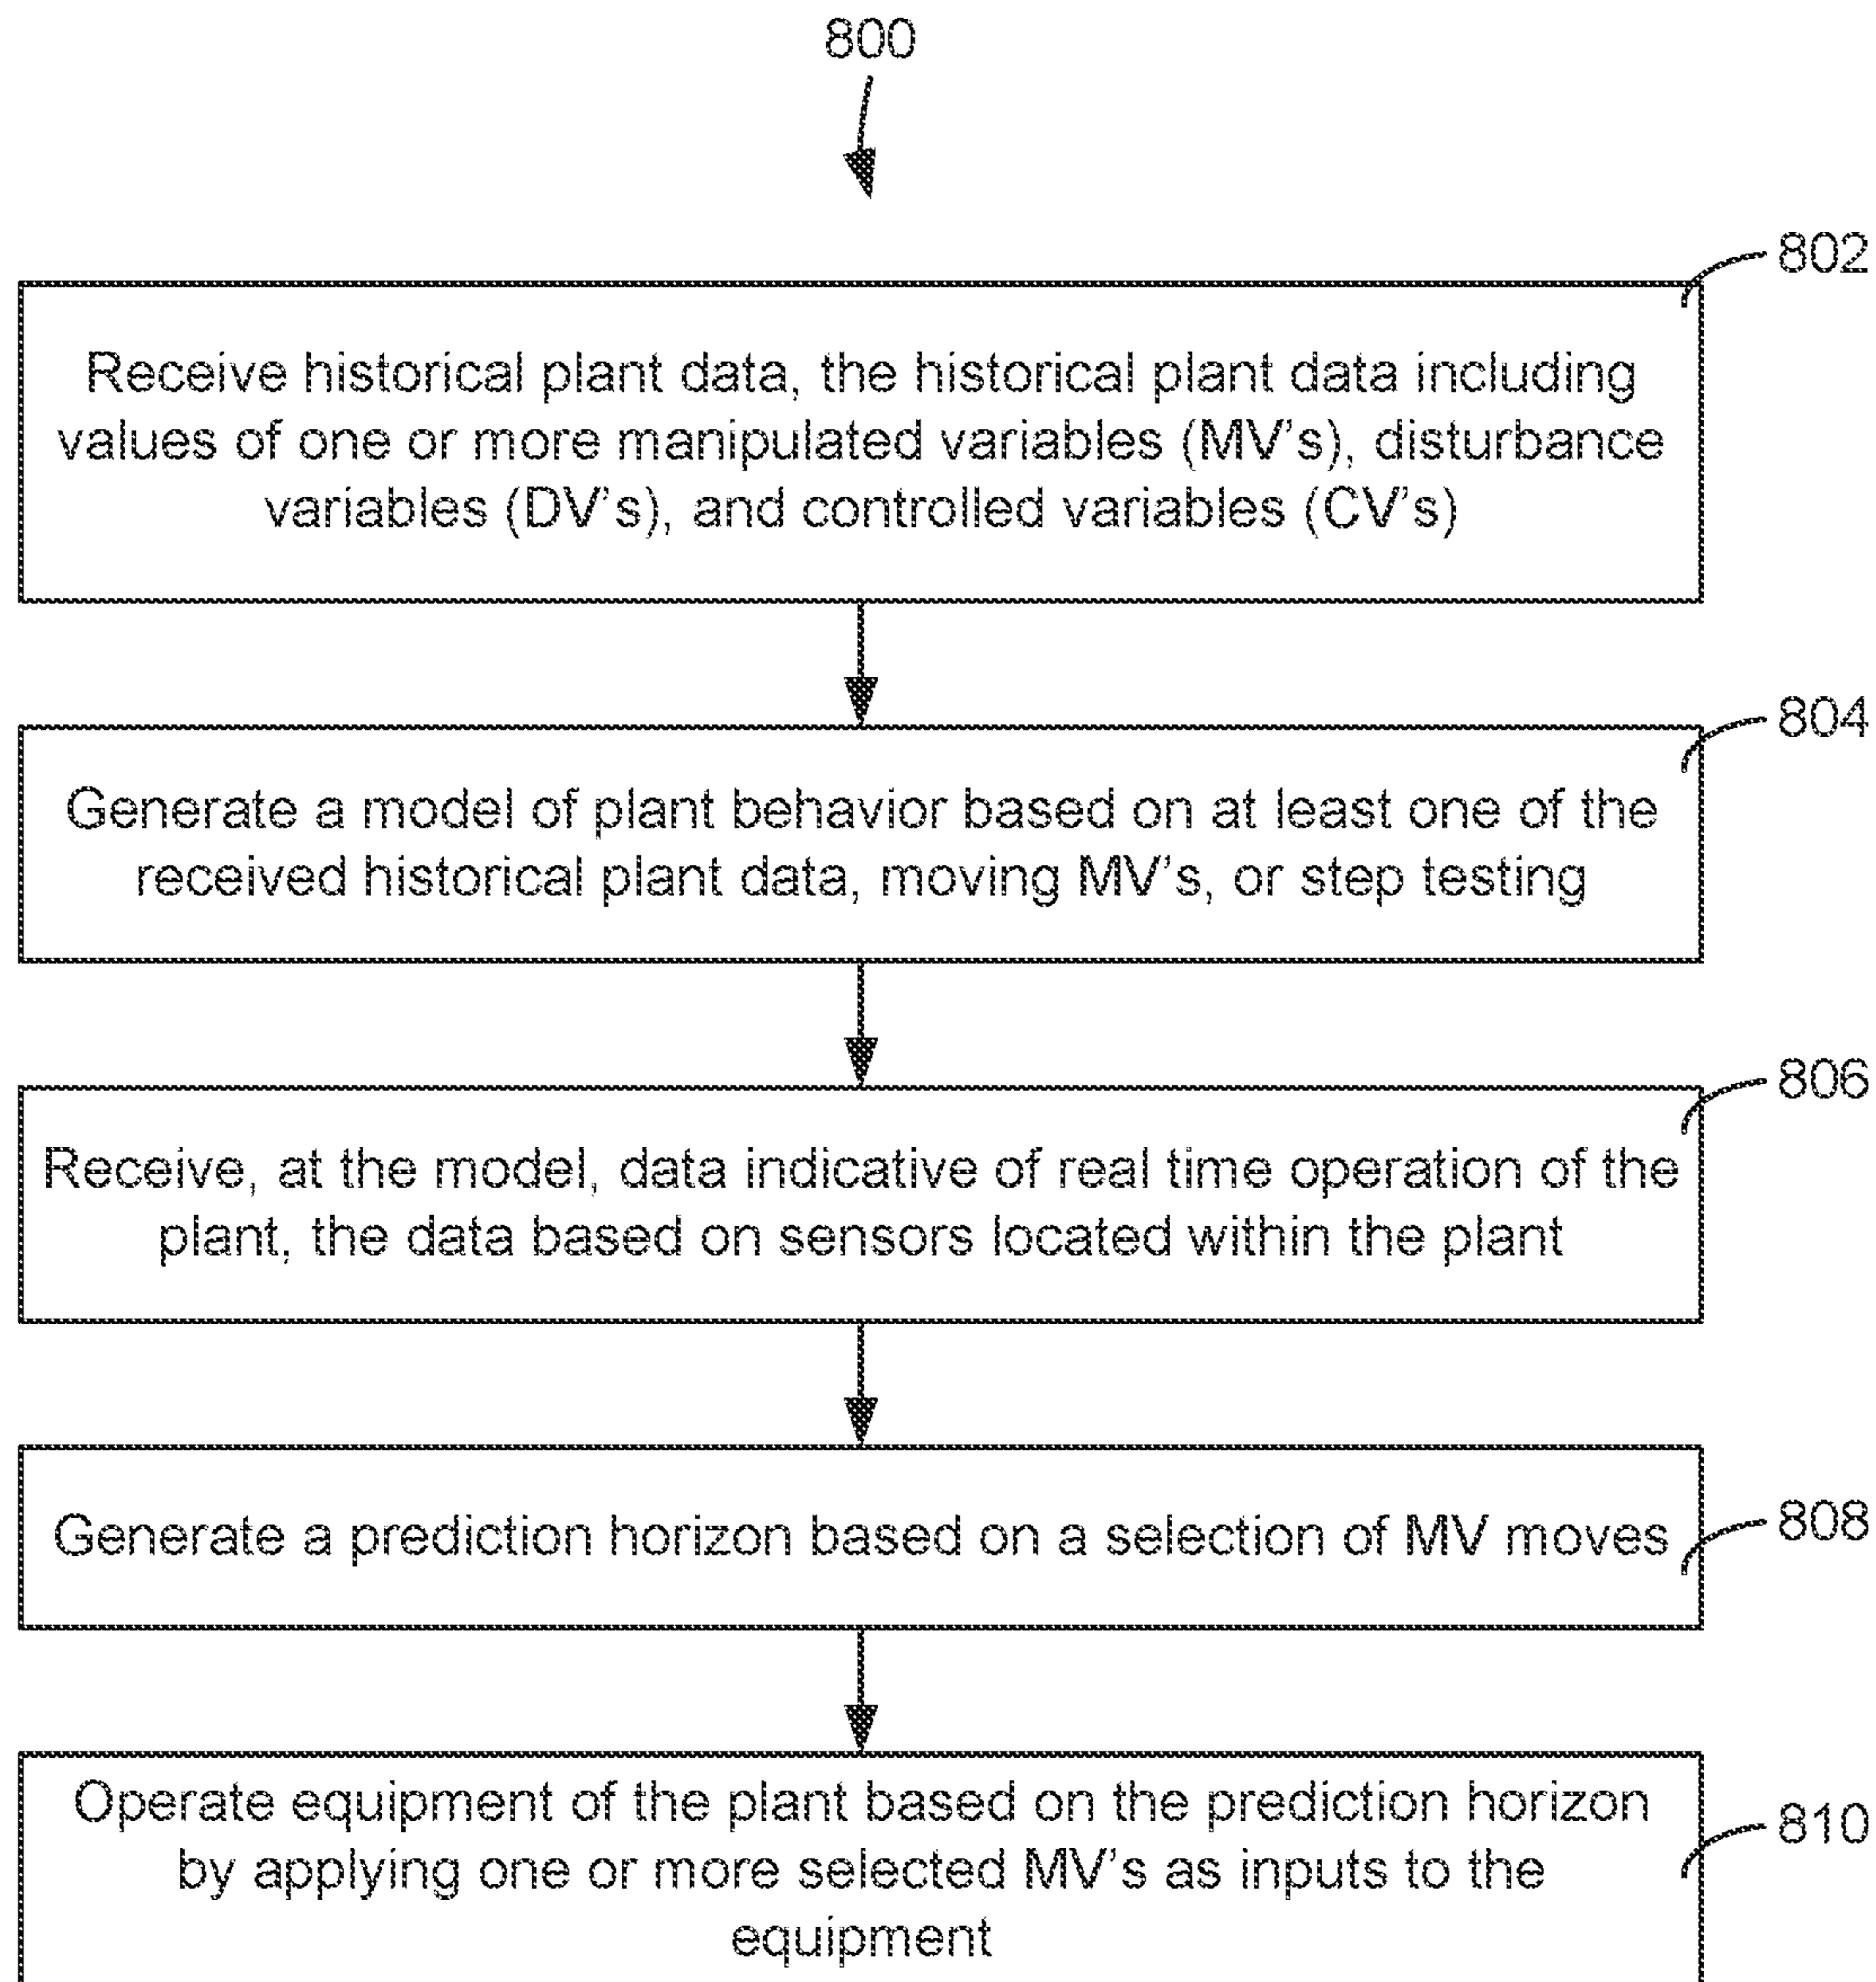 800
802
Receive historical plant data, the historical plant data including
values of one or more manipulated variables (MV's), disturbance
variables (DV's), and controlled variables (CV's)
804
Generate a model of plant behavior based on at least one of the
received historical plant data, moving MV's, or step testing
806
Receive, at the model, data indicative of real time operation of the
plant, the data based on sensors located within the plant
808
Generate a prediction horizon based on a selection of MV moves
810
Operate equipment of the plant based on the prediction horizon
by applying one or more selected MV's as inputs to the
equipment